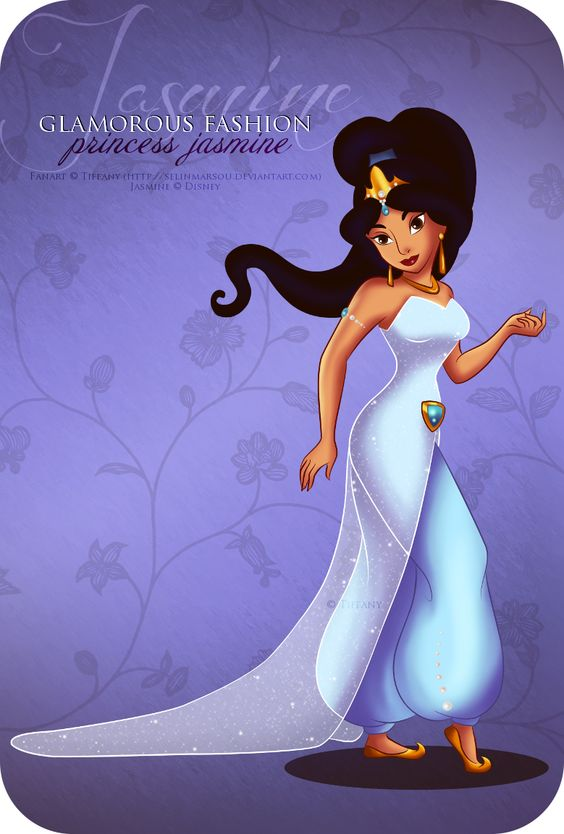 Jasmine
GLAMOROUS FASHION
princess jasmine
FANART © TIFFANY (HTTP://SELINMARSOU.DEVIANTART.COM)
JASMINE © DISNEY
© TIFFANY